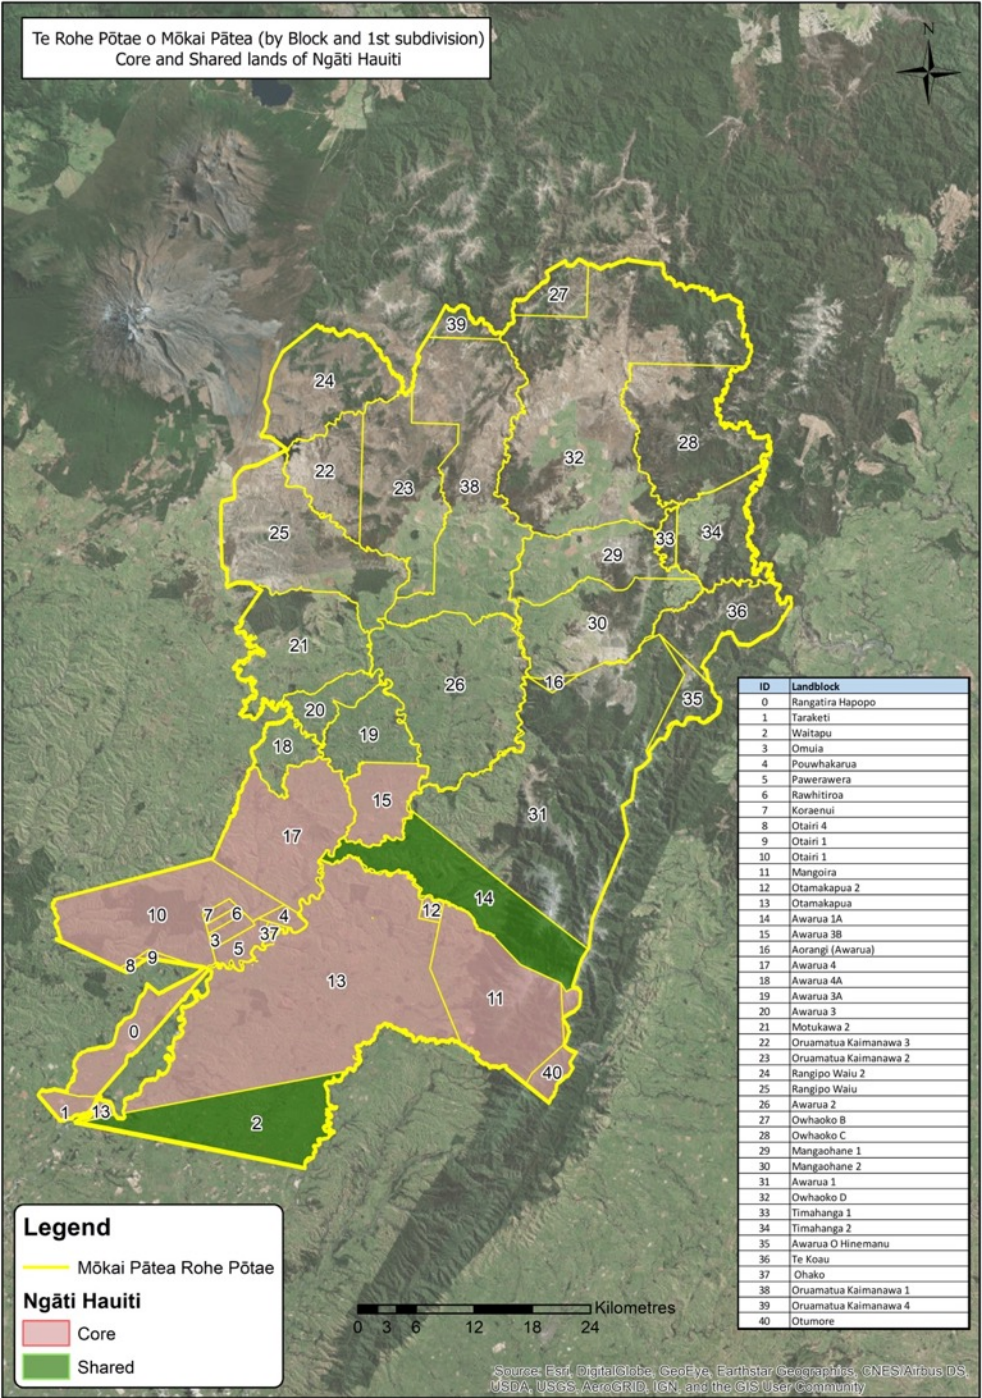 Te Rohe Pōtae o Mōkai Pātea (by Block and 1st subdivision)
Core and Shared lands of Ngāti Hauiti
N
27
39
24
28
32
22
23
38
25
34
33
29
36
30
21
16
26
35
20
19
18
15
31
17
14
10
7
6
4
12
3
37
5
9
8
13
11
0
40
1
13
2
ID Landblock
0 Rangatira Hapopo
1 Taraketi
2 Waitapu
3 Omuia
4 Pouwhakarua
5 Pawerawera
6 Rawhitiroa
7 Koraenui
8 Otairi 4
9 Otairi 1
10 Otairi 1
11 Mangoira
12 Otamakapua 2
13 Otamakapua
14 Awarua 1A
15 Awarua 3B
16 Aorangi (Awarua)
17 Awarua 4
18 Awarua 4A
19 Awarua 3A
20 Awarua 3
21 Motukawa 2
22 Oruamatua Kaimanawa 3
23 Oruamatua Kaimanawa 2
24 Rangipo Waiu 2
25 Rangipo Waiu
26 Awarua 2
27 Owhaoko B
28 Owhaoko C
29 Mangaohane 1
30 Mangaohane 2
31 Awarua 1
32 Owhaoko D
33 Timahanga 1
34 Timahanga 2
35 Awarua O Hinemanu
36 Te Koau
37 Ohako
38 Oruamatua Kaimanawa 1
39 Oruamatua Kaimanawa 4
40 Otumore
Legend
Mōkai Pātea Rohe Pōtae
Ngāti Hauiti
Core
Shared
Kilometres
0 3 6 12 18 24
Source: Esri, DigitalGlobe, GeoEye, Earthstar Geographics, CNES/Airbus DS,
USDA, USGS, AeroGRID, IGN, and the GIS User Community